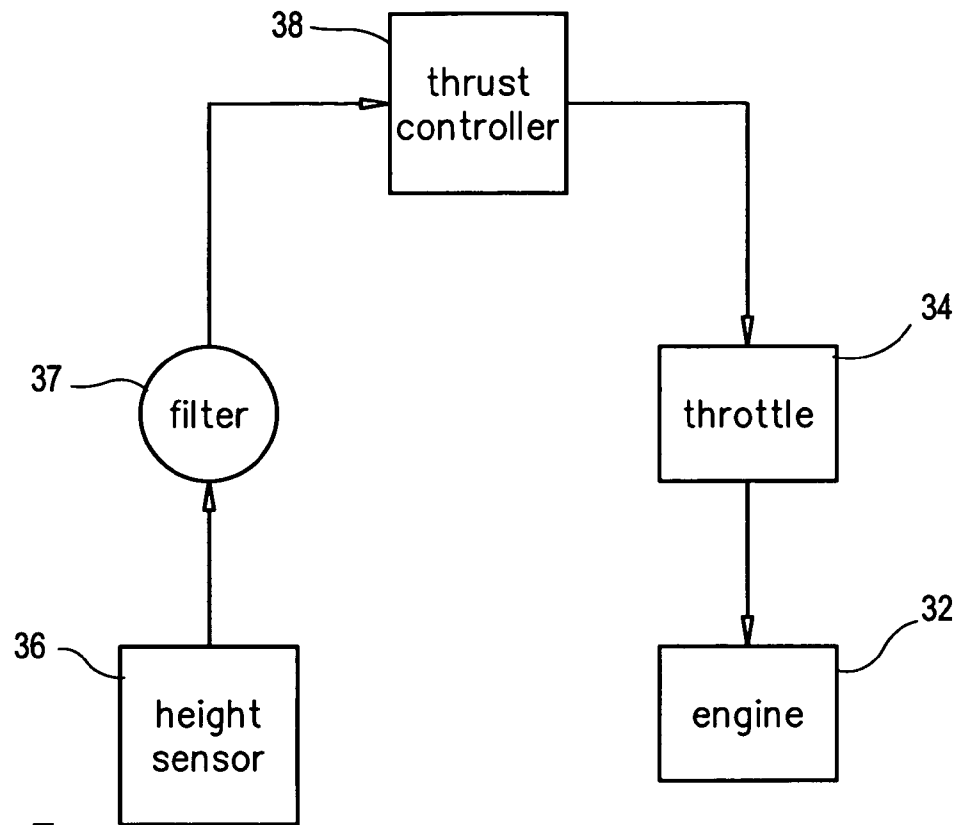 38
thrust
controller
34
37
filter
throttle
36
32
height
sensor
engine